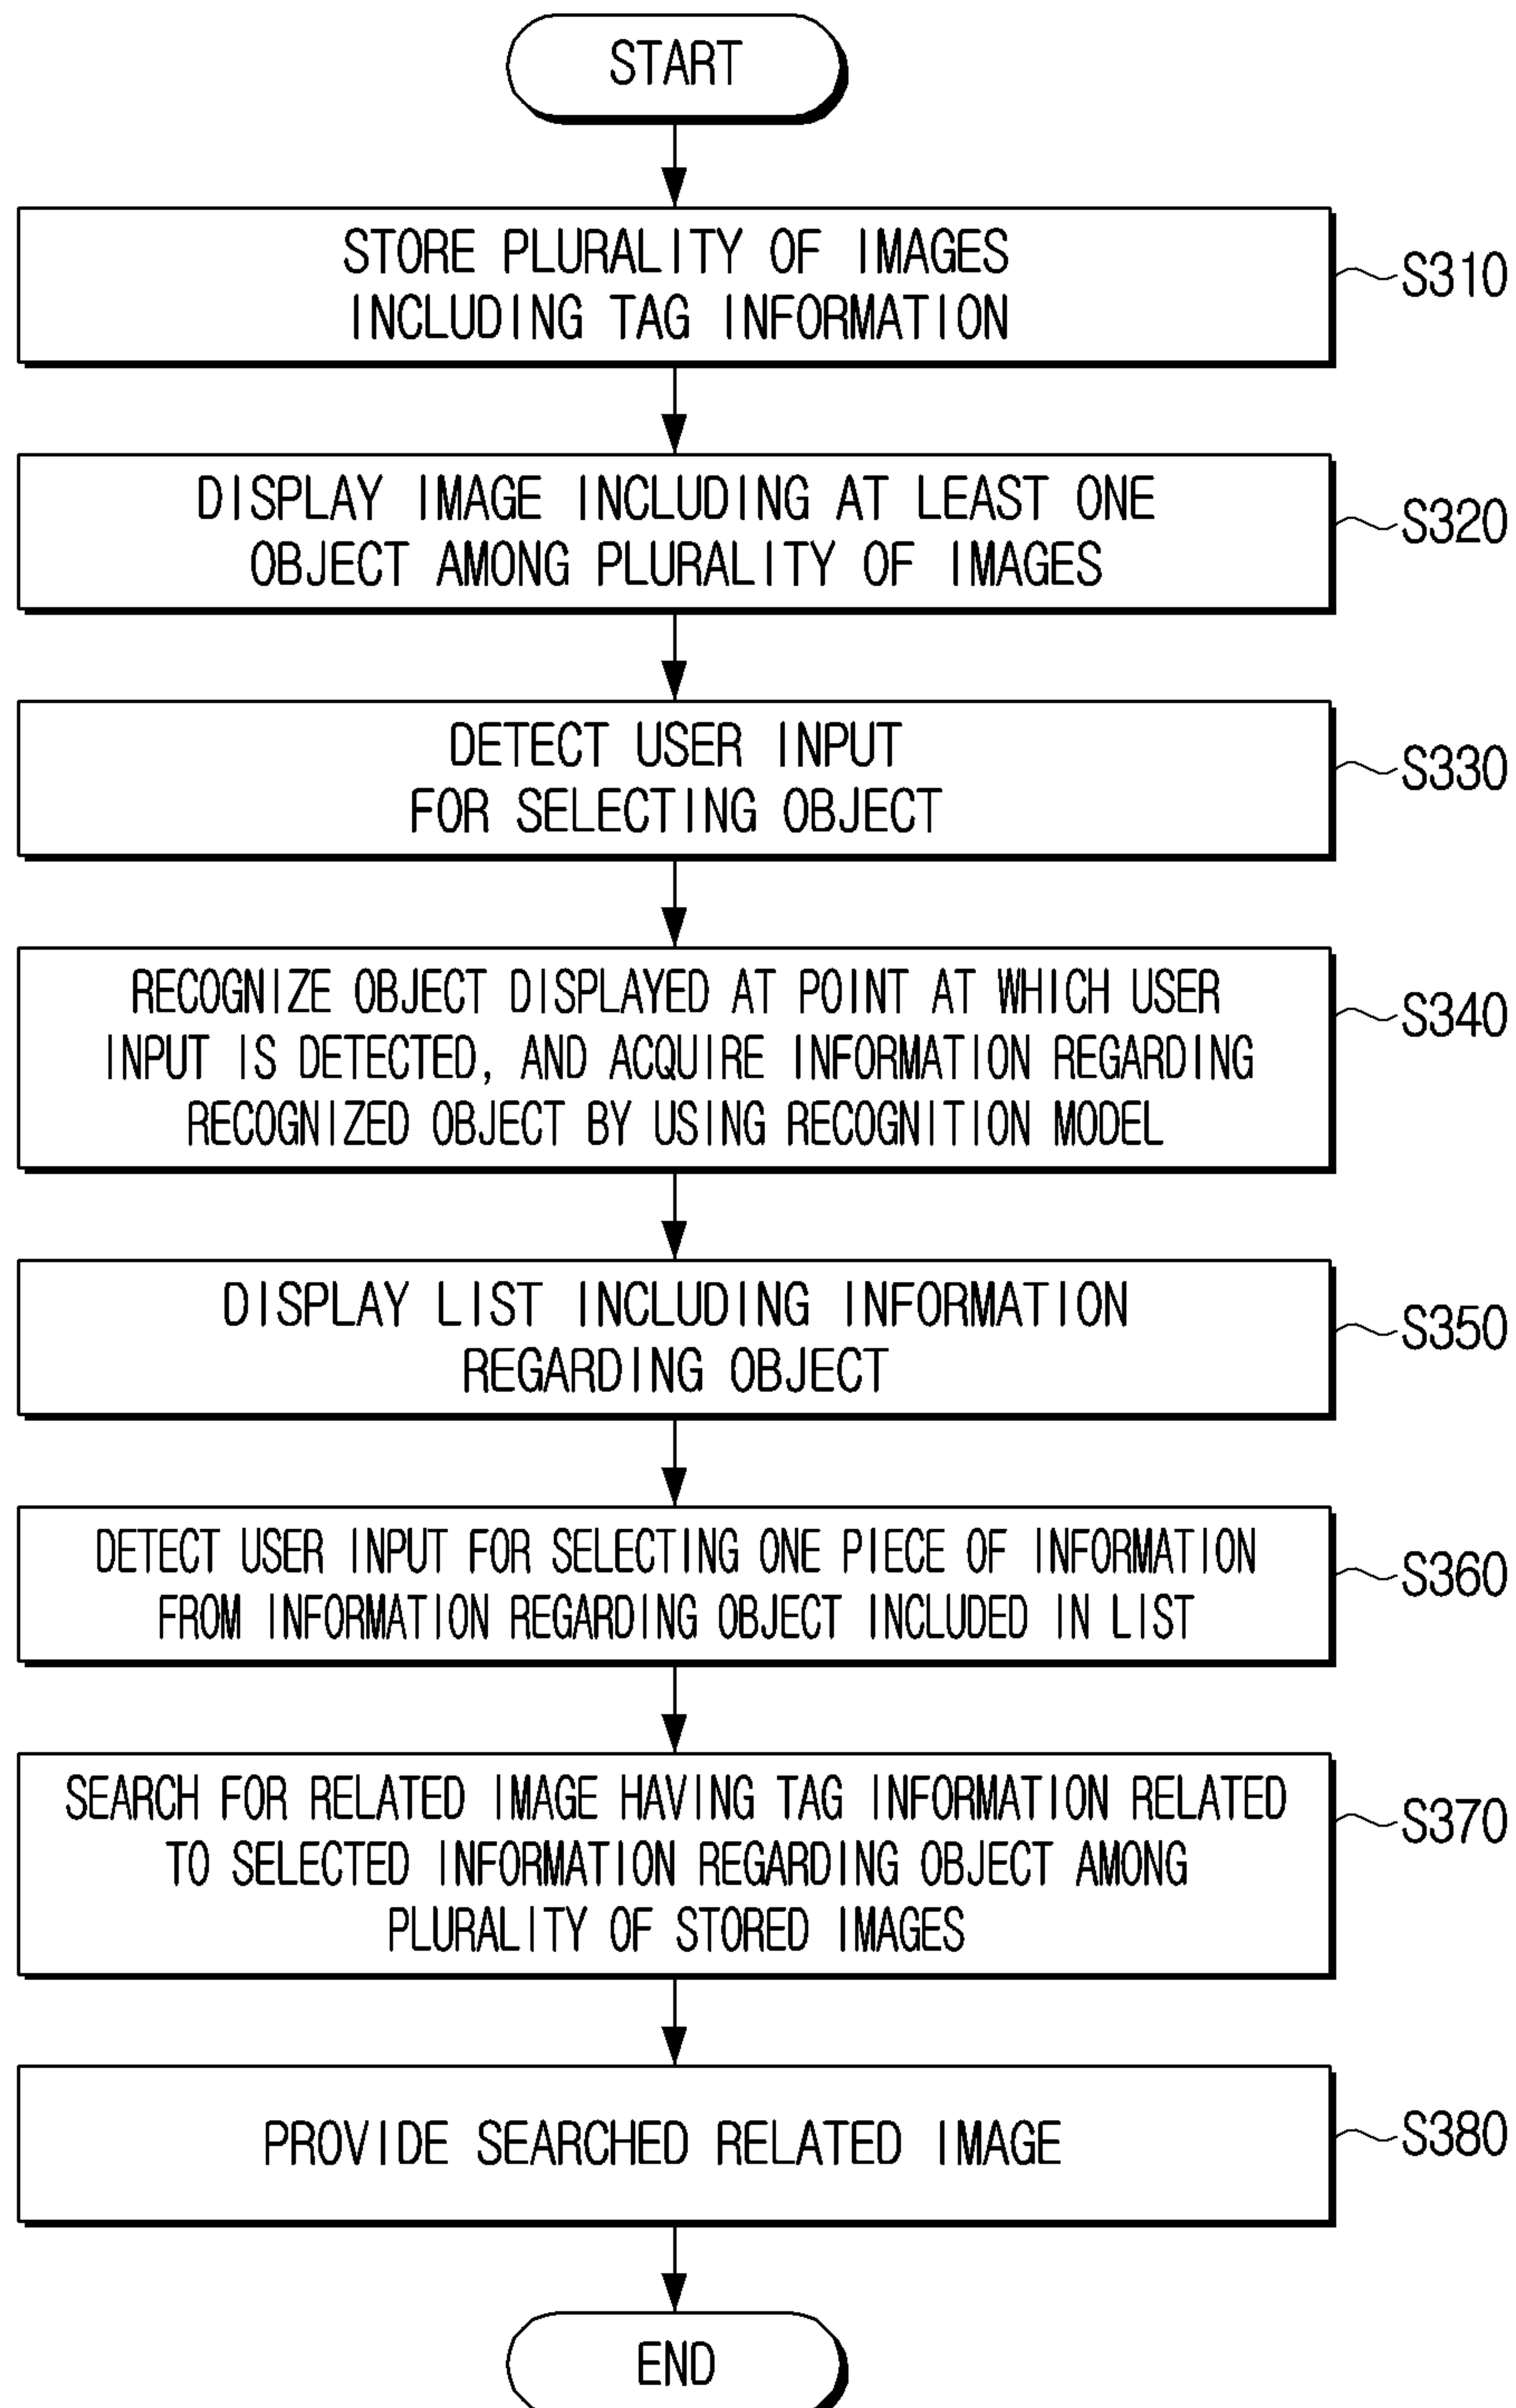 START
STORE PLURALITY OF IMAGES
INCLUDING TAG INFORMATION
S310
DISPLAY IMAGE INCLUDING AT LEAST ONE
OBJECT AMONG PLURALITY OF IMAGES
S320
DETECT USER INPUT
FOR SELECTING OBJECT
S330
RECOGNIZE OBJECT DISPLAYED AT POINT AT WHICH USER
INPUT IS DETECTED, AND ACQUIRE INFORMATION REGARDING
RECOGNIZED OBJECT BY USING RECOGNITION MODEL
S340
DISPLAY LIST INCLUDING INFORMATION
REGARDING OBJECT
S350
DETECT USER INPUT FOR SELECTING ONE PIECE OF INFORMATION
FROM INFORMATION REGARDING OBJECT INCLUDED IN LIST
S360
SEARCH FOR RELATED IMAGE HAVING TAG INFORMATION RELATED
TO SELECTED INFORMATION REGARDING OBJECT AMONG
PLURALITY OF STORED IMAGES
S370
PROVIDE SEARCHED RELATED IMAGE
S380
END